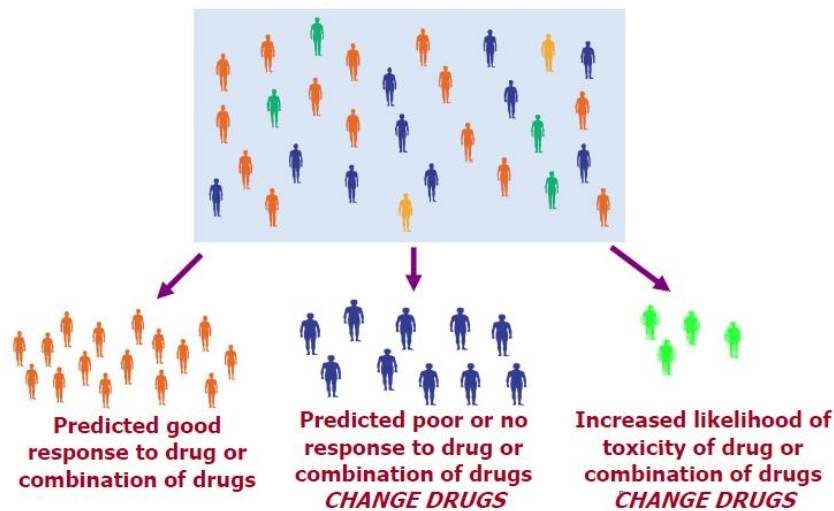 Predicted good
response to drug or
combination of drugs
Predicted poor or no
response to drug or
combination of drugs
CHANGE DRUGS
Increased likelihood of
toxicity of drug or
combination of drugs
CHANGE DRUGS